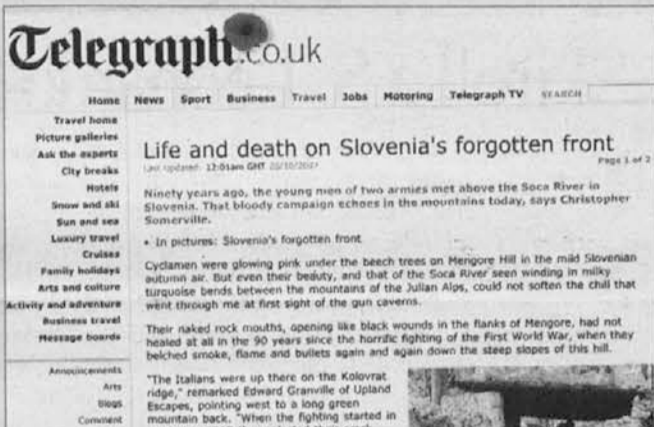 Telegraph.co.uk
Home News Sport Business Travel Jobs Motoring Telegraph TV SEARCH
Travel home
Picture galleries
Ask the experts
City breaks
Hotels
Snow and ski
Sun and sea
Luxury travel
Cruises
Family holidays
Arts and culture
Activity and adventure
Business travel
Message boards
Announcements
Arts
Blogs
Comment
Life and death on Slovenia's forgotten front
Last updated: 12:01am GMT
Page 1 of 2
Ninety years ago, the young men of two armies met above the Soca River in
Slovenia. That bloody campaign echoes in the mountains today, says Christopher
Somerville.
• In pictures: Slovenia's forgotten front
Cyclamen were glowing pink under the beech trees on Mengore Hill in the mild Slovenian
autumn air. But even their beauty, and that of the Soca River seen winding in milky
turquoise bends between the mountains of the Julian Alps, could not soften the chill that
went through me at first sight of the gun caverns.
Their naked rock mouths, opening like black wounds in the flanks of Mengore, had not
healed at all in the 90 years since the horrific fighting of the First World War, when they
belched smoke, flame and bullets again and again down the steep slopes of this hill.
"The Italians were up there on the Kolovrat
ridge," remarked Edward Granville of Upland
Escapes, pointing west to a long green
mountain back. "When the fighting started in